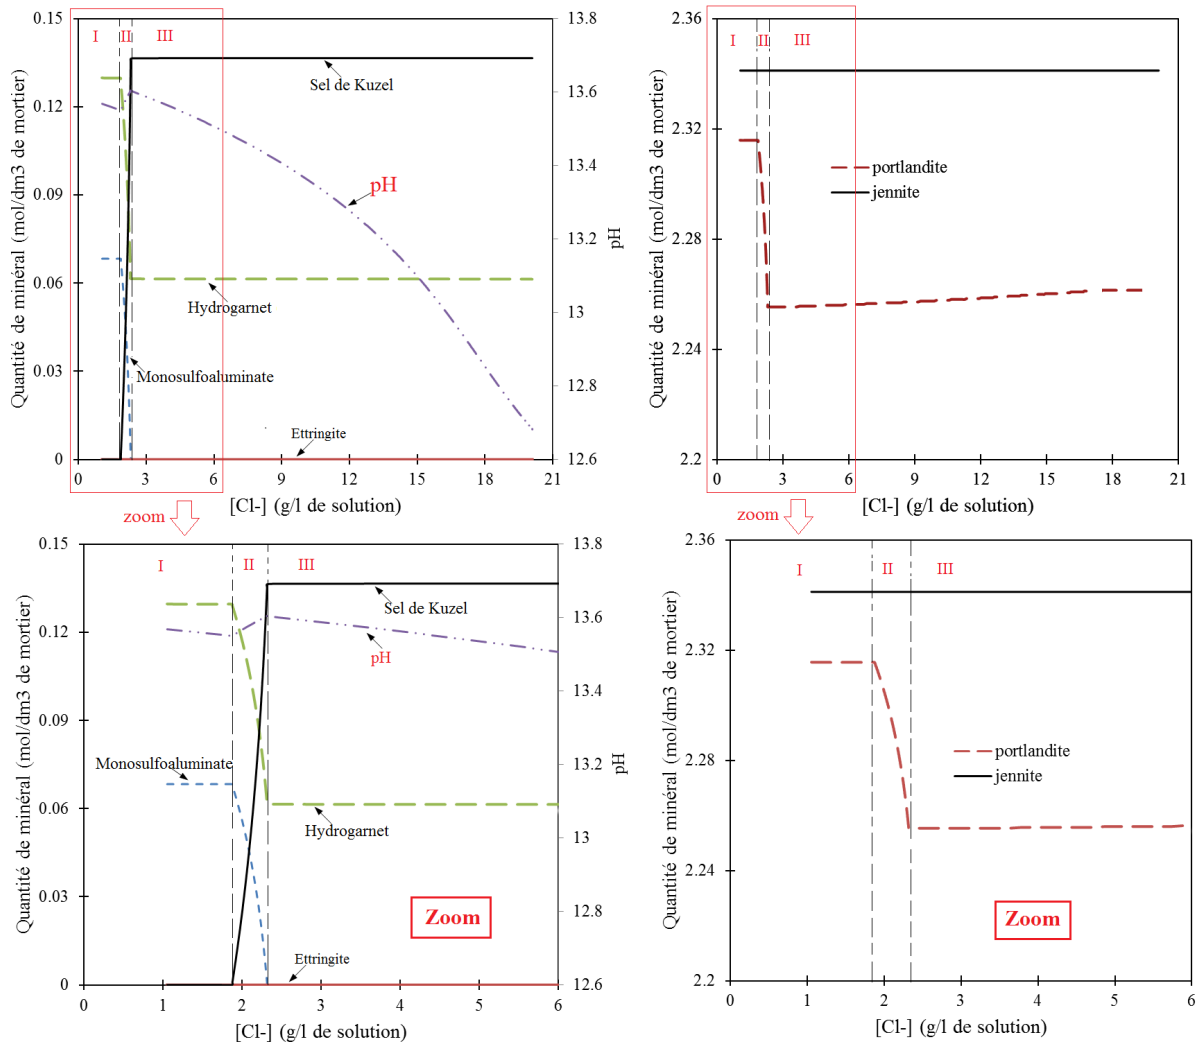 Quantité de minéral (mol/dm3 de mortier)
0.15
0.12
0.09
0.06
0.03
0
I
II
III
Sel de Kuzel
pH
Hydrogarnet
Monosulfoaluminate
Ettringite
13.8
13.6
13.4
13.2
13
12.8
12.6
pH
0 3 6 9 12 15 18 21
[Cl-] (g/l de solution)
zoom
Quantité de minéral (mol/dm3 de mortier)
2.36
2.32
2.28
2.24
2.2
I
II
III
portlandite
jennite
0 3 6 9 12 15 18 21
[Cl-] (g/l de solution)
zoom
Quantité de minéral (mol/dm3 de mortier)
0.15
0.12
0.09
0.06
0.03
0
I
II
III
Sel de Kuzel
pH
Monosulfoaluminate
Hydrogarnet
Zoom
Ettringite
13.8
13.6
13.4
13.2
13
12.8
12.6
pH
0 1 2 3 4 5 6
[Cl-] (g/l de solution)
Quantité de minéral (mol/dm3 de mortier)
2.36
2.32
2.28
2.24
2.2
I
II
III
portlandite
jennite
Zoom
0 1 2 3 4 5 6
[Cl-] (g/l de solution)